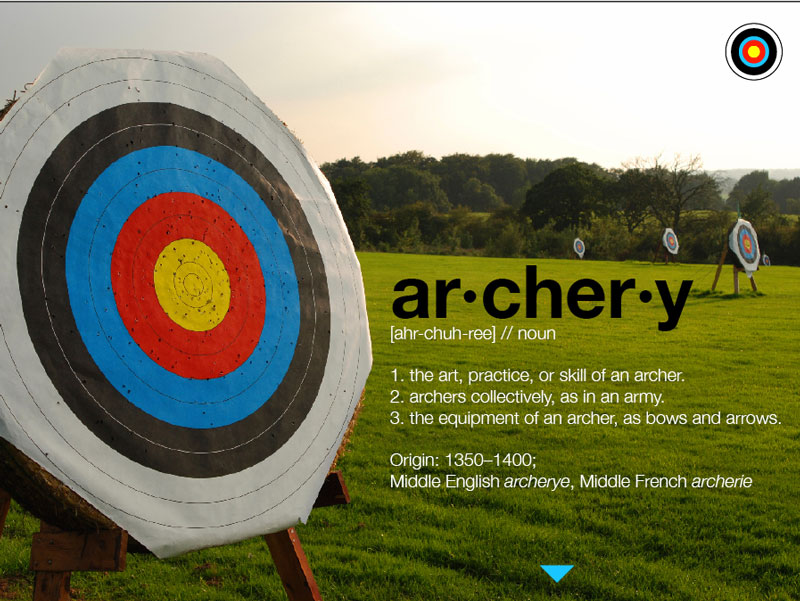 ar•cher•y
[ahr-chuh-ree] // noun
1. the art, practice, or skill of an archer.
2. archers collectively, as in an army.
3. the equipment of an archer, as bows and arrows.
Origin: 1350–1400;
Middle English archerye, Middle French archerie